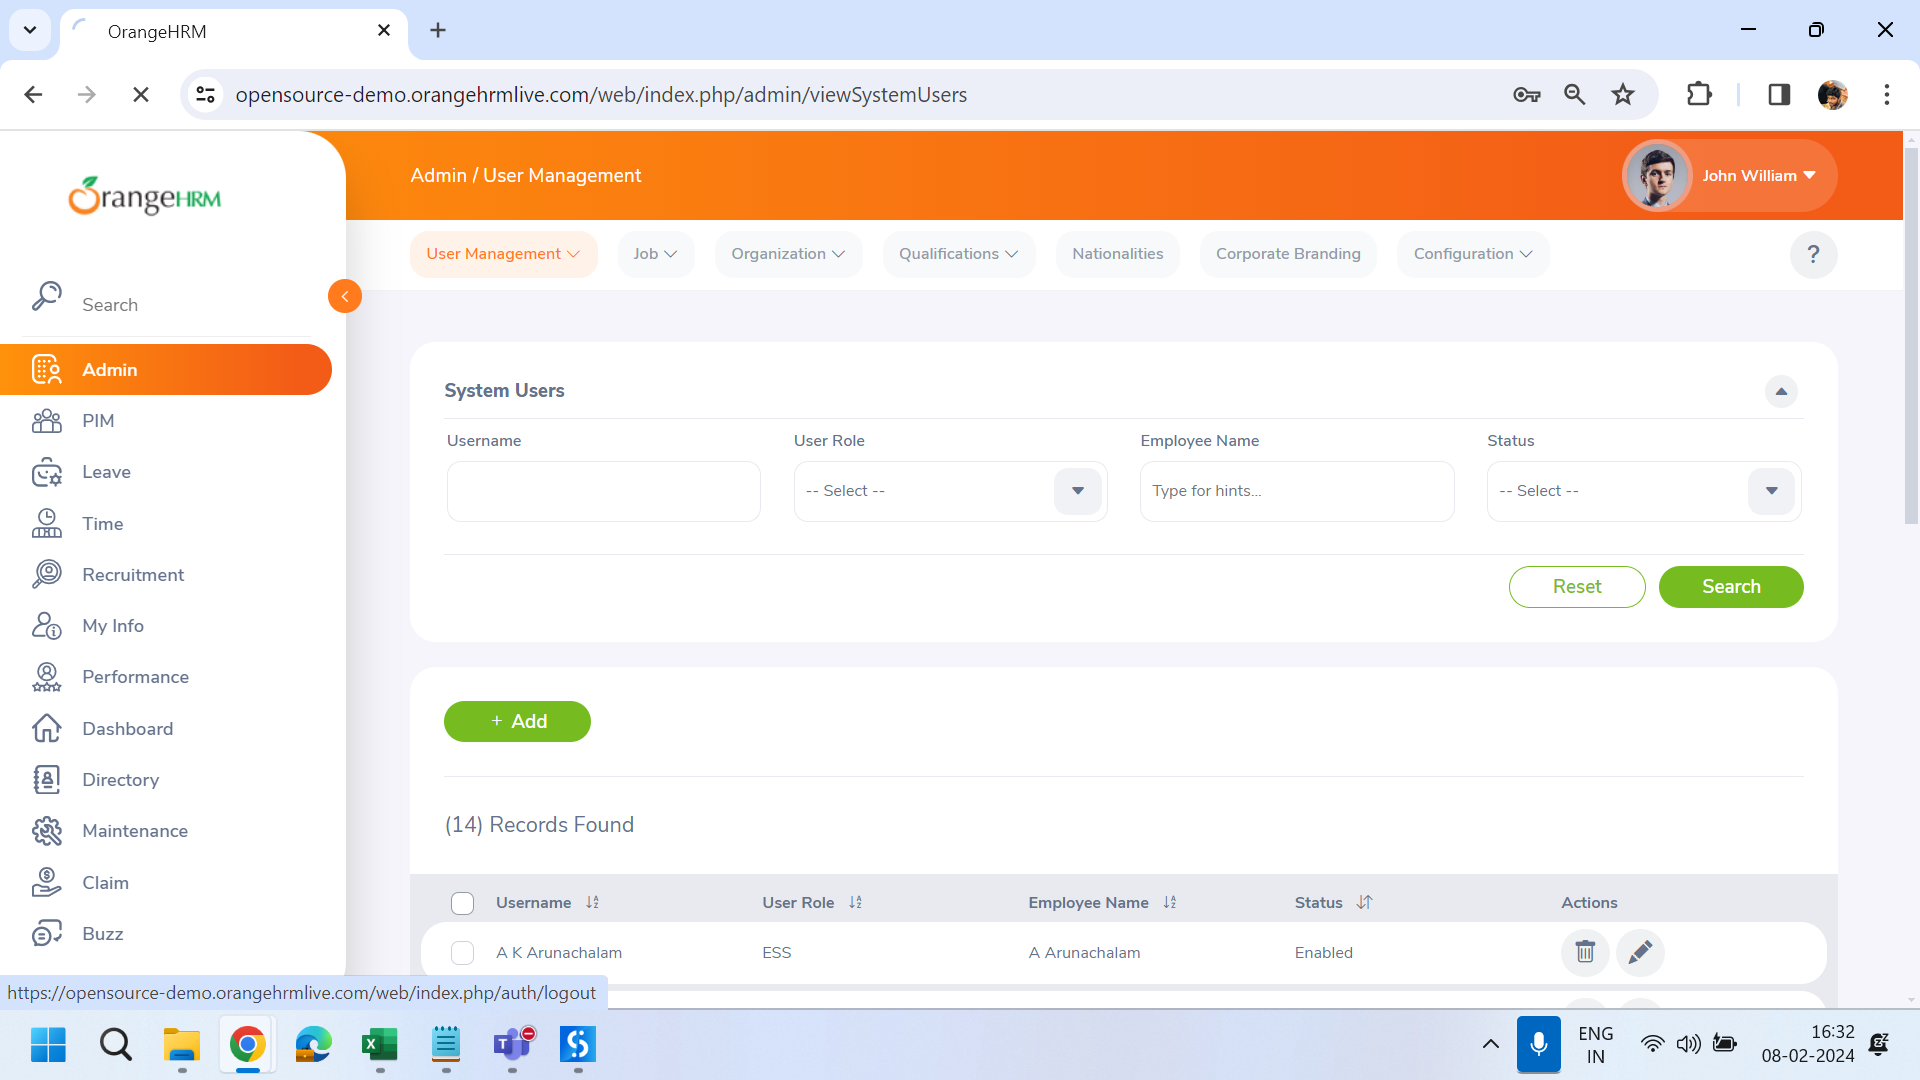 OrangeHRM
opensource-demo.orangehrmlive.com/web/index.php/admin/viewSystemUsers
OrangeHRM
Search
Admin
PIM
Leave
Time
Recruitment
My Info
Performance
Dashboard
Directory
Maintenance
Claim
Buzz
Admin / User Management
John William
User Management
Job
Organization
Qualifications
Nationalities
Corporate Branding
Configuration
?
System Users
Username
User Role
Employee Name
Status
-- Select --
Type for hints...
-- Select --
Reset
Search
+ Add
(14) Records Found
Username
User Role
Employee Name
Status
Actions
A K Arunachalam
ESS
A Arunachalam
Enabled
https://opensource-demo.orangehrmlive.com/web/index.php/auth/logout
ENG
IN
16:32
08-02-2024